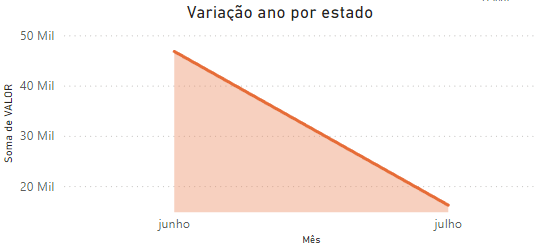 Variação ano por estado
50 Mil
40 Mil
30 Mil
20 Mil
Soma de VALOR
junho
julho
Mês